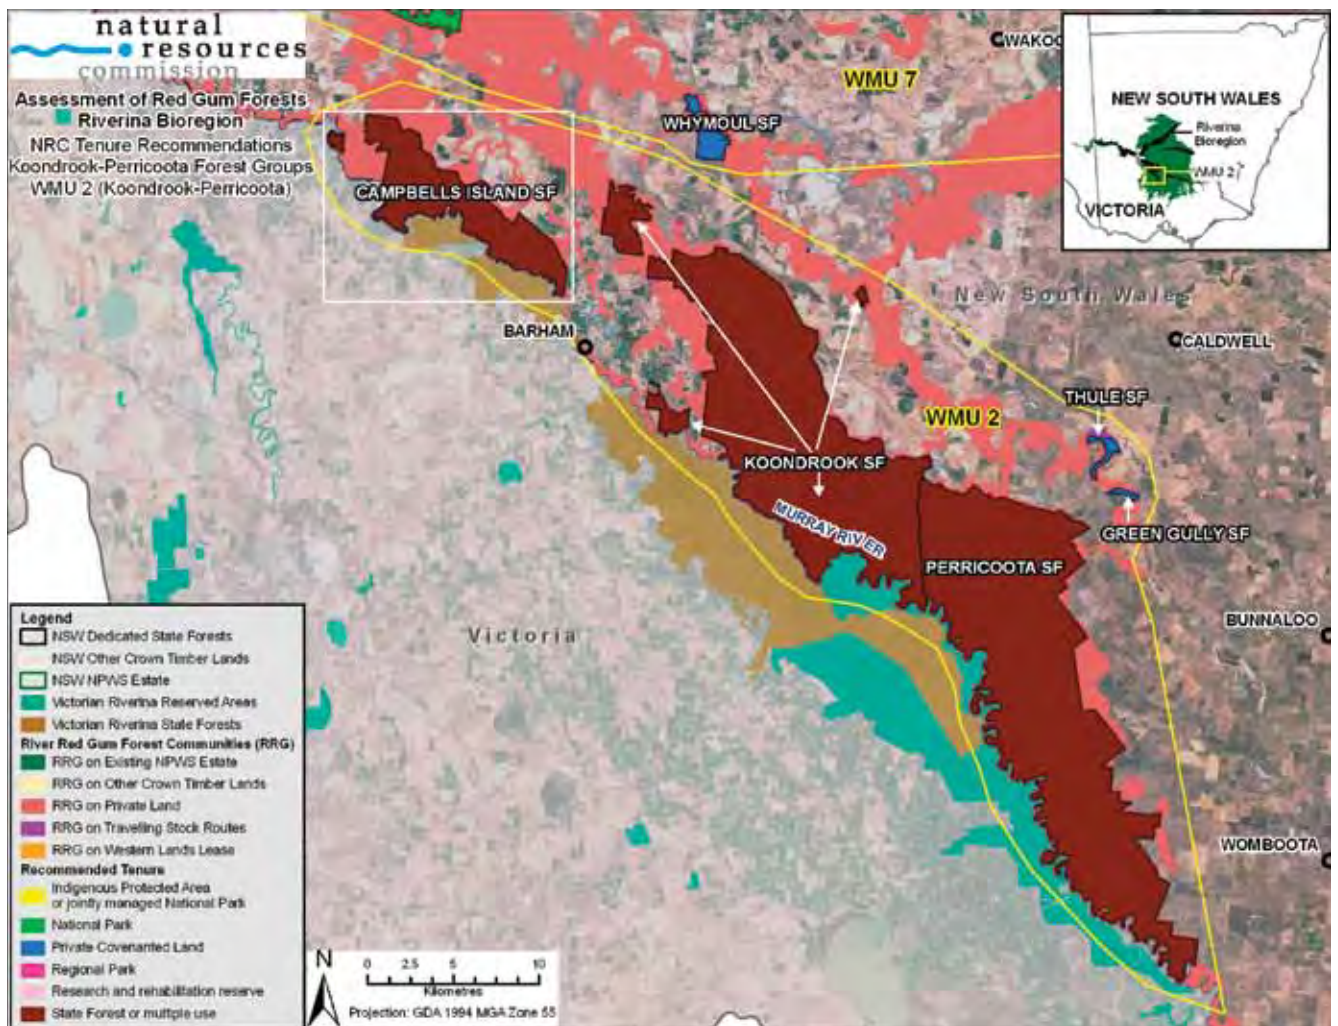 natural
resources
commission
Assessment of Red Gum Forests
Riverina Bioregion
NRC Tenure Recommendations
Koondrook-Perricoota Forest Groups
WMU 2 (Koondrook-Perricoota)
WAKOO
WMU 7
WHYMOUL SF
CAMPBELLS ISLAND SF
NEW SOUTH WALES
Riverina
Bioregion
WMU 2
VICTORIA
New South Wales
BARHAM
CALDWELL
THULE SF
WMU 2
KOONDROOK SF
MURRAY RIVER
GREEN GULLY SF
PERRICOOTA SF
BUNNALOO
Victoria
WOMBOOTA
Legend
NSW Dedicated State Forests
NSW Other Crown Timber Lands
NSW NPWS Estate
Victorian Riverina Reserved Areas
Victorian Riverina State Forests
River Red Gum Forest Communities (RRG)
RRG on Existing NPWS Estate
RRG on Other Crown Timber Lands
RRG on Private Land
RRG on Travelling Stock Routes
RRG on Western Lands Lease
Recommended Tenure
Indigenous Protected Area
or jointly managed National Park
National Park
Private Covenanted Land
Regional Park
Research and rehabilitation reserve
State Forest or multiple use
N
0 2.5 5 10
Kilometres
Projection: GDA 1994 MGA Zone 55